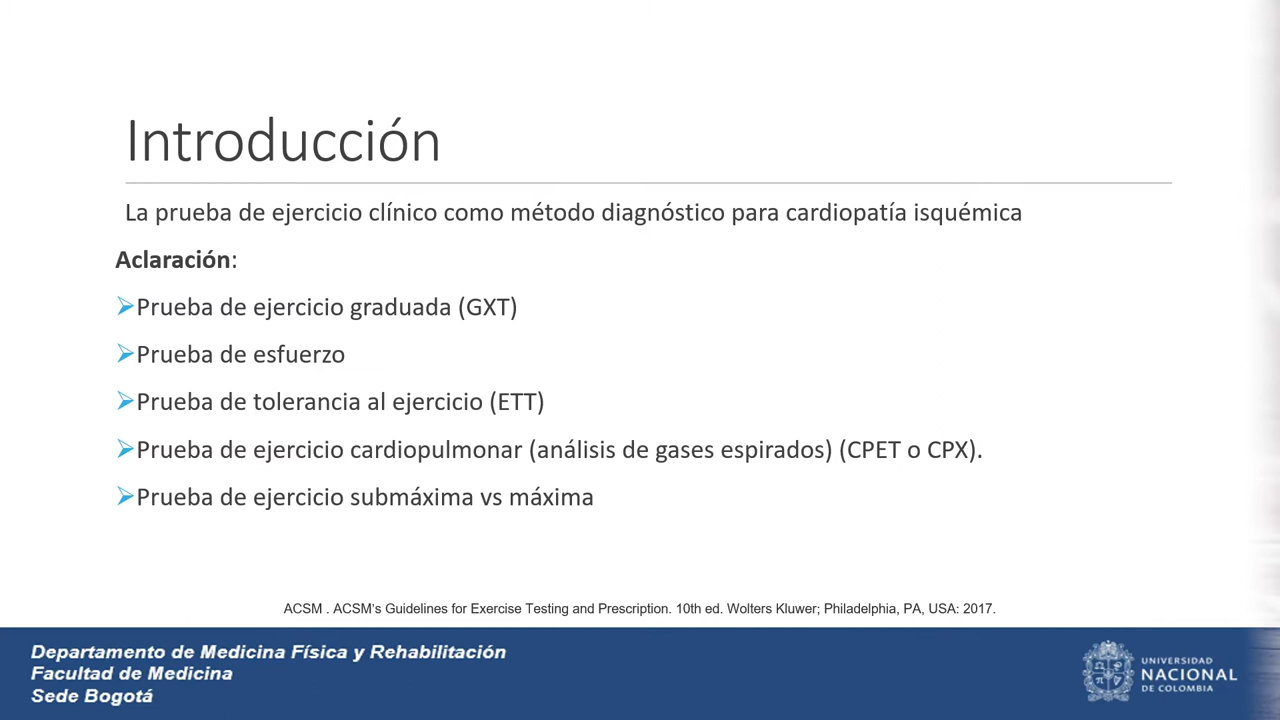 Introducción
La prueba de ejercicio clínico como método diagnóstico para cardiopatía isquémica
Aclaración:
Prueba de ejercicio graduada (GXT)
Prueba de esfuerzo
Prueba de tolerancia al ejercicio (ETT)
Prueba de ejercicio cardiopulmonar (análisis de gases espirados) (CPET o CPX).
Prueba de ejercicio submáxima vs máxima
ACSM . ACSM's Guidelines for Exercise Testing and Prescription. 10th ed. Wolters Kluwer; Philadelphia, PA, USA: 2017.
Departamento de Medicina Física y Rehabilitación
Facultad de Medicina
Sede Bogotá
UNIVERSIDAD
NACIONAL
DE COLOMBIA